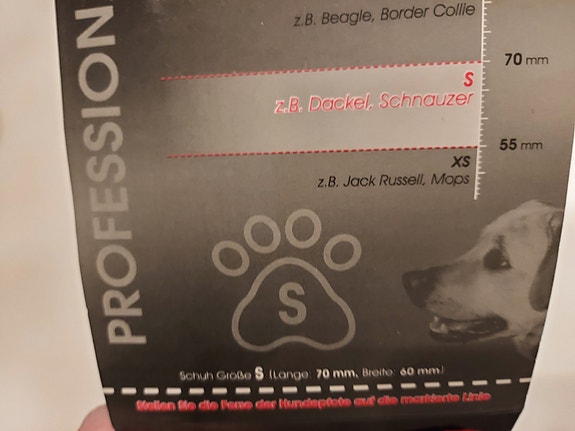 z.B. Beagle, Border Collie
70 mm
S
z.B. Dackel, Schnauzer
55 mm
XS
z.B. Jack Russell, Mops
PROFESSION
S
Schuh Größe S (Länge: 70 mm, Breite: 60 mm)
Stellen Sie die Ferse der Hundepfote auf die markierte Linie